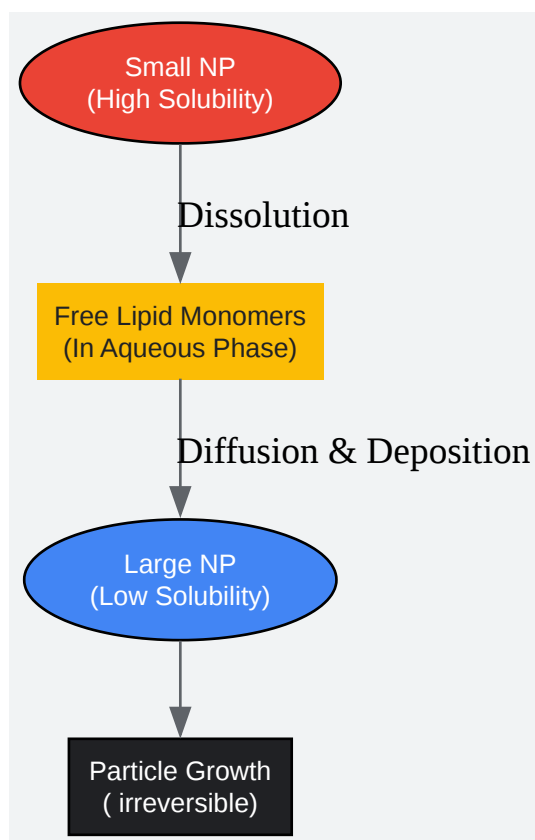 Small NP
(High Solubility)
Dissolution
Free Lipid Monomers
(In Aqueous Phase)
Diffusion & Deposition
Large NP
(Low Solubility)
Particle Growth
( irreversible)